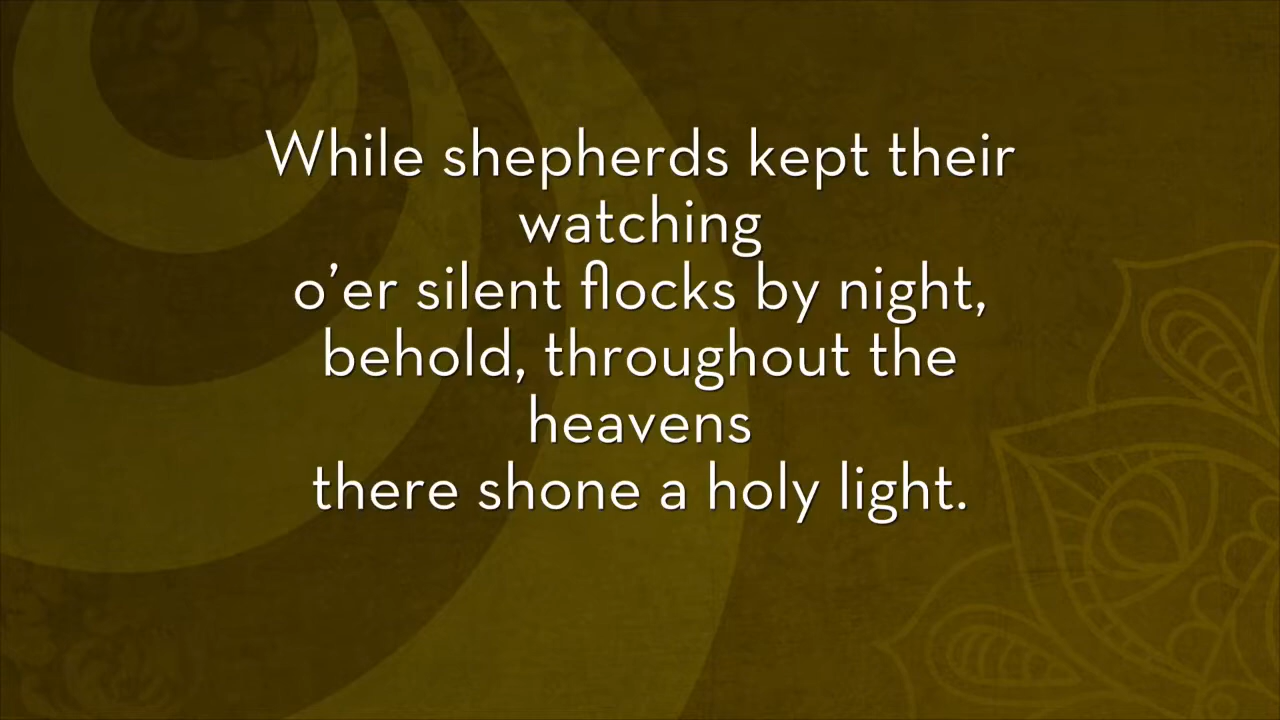 While shepherds kept their
watching
o’er silent flocks by night,
behold, throughout the
heavens
there shone a holy light.